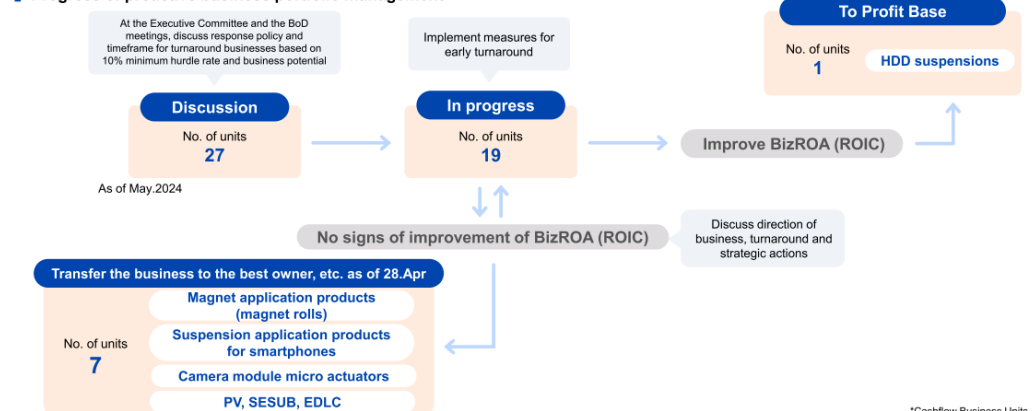 At the Executive Committee and the BoD
meetings, discuss response policy and
timeframe for turnaround businesses based on
10% minimum hurdle rate and business potential
Discussion
No. of units
27
As of May.2024
Implement measures for
early turnaround
In progress
No. of units
19
To Profit Base
No. of units
1
HDD suspensions
Improve BizROA (ROIC)
No signs of improvement of BizROA (ROIC)
Discuss direction of
business, turnaround and
strategic actions
Transfer the business to the best owner, etc. as of 28.Apr
No. of units
7
Magnet application products
(magnet rolls)
Suspension application products
for smartphones
Camera module micro actuators
PV, SESUB, EDLC